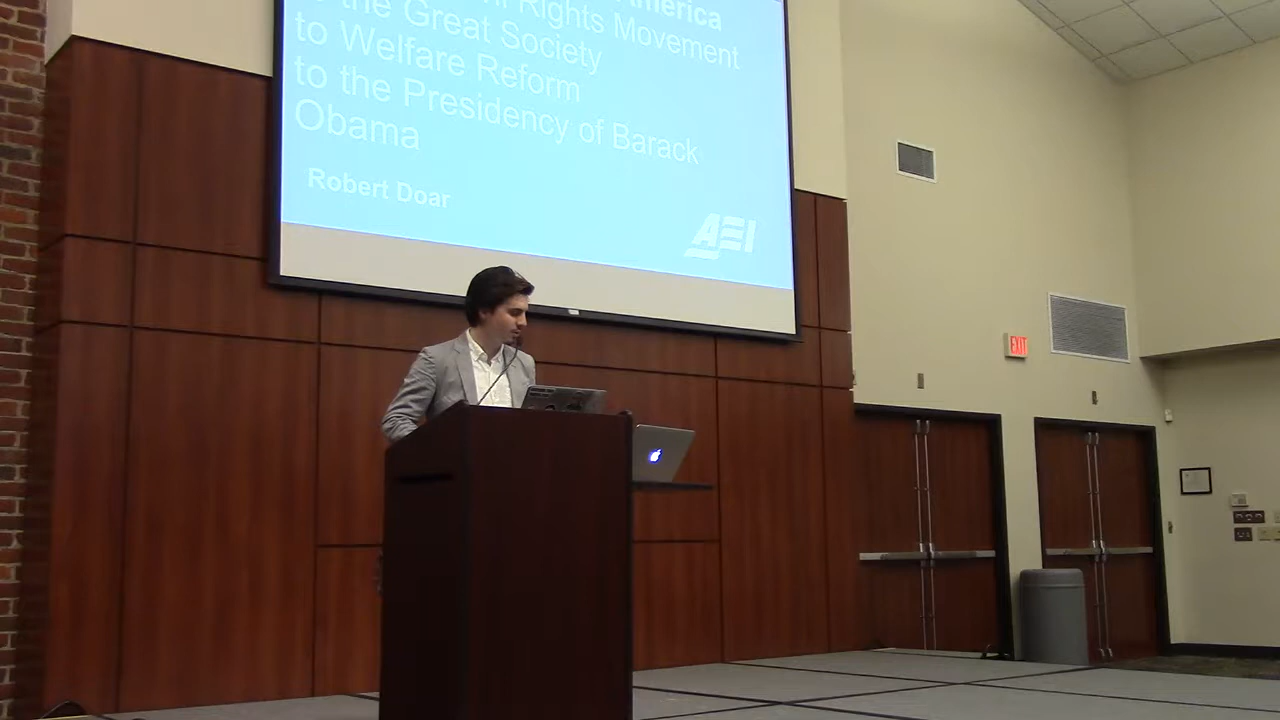 America
Rights Movement
the Great Society
to Welfare Reform
to the Presidency of Barack
Obama
Robert Doar
AEI
EXIT